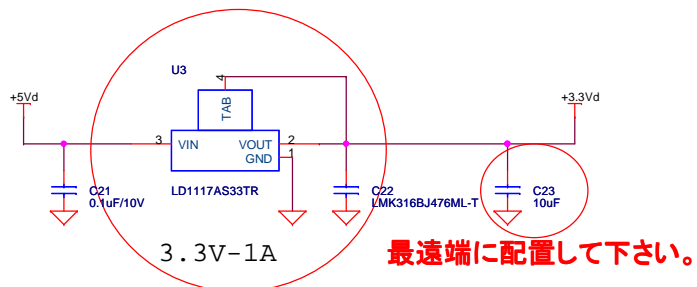 U3
4
TAB
+5Vd
+3.3Vd
3
VIN
VOUT
2
GND
1
C21
0.1uF/10V
LD1117AS33TR
C22
LMK316BJ476ML-T
C23
10uF
3.3V-1A
最遠端に配置して下さい。